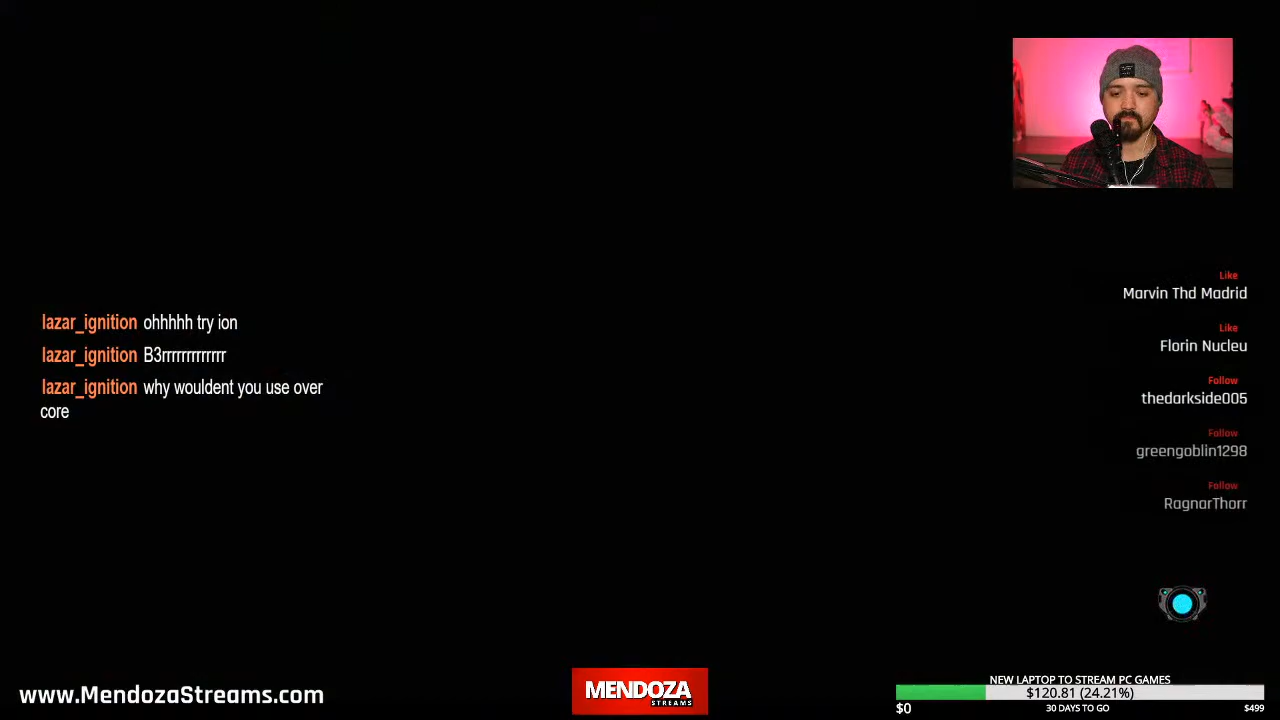 lazar_ignition ohhhhh try ion
lazar_ignition B3rrrrrrrrrrrrr
lazar_ignition why wouldent you use over
core
Like
Marvin Thd Madrid
Like
Florin Nucleu
Follow
thedarkside005
Follow
greengoblin1298
Follow
RagnarThorr
www.MendozaStreams.com
MENDOZA
STREAMS
NEW LAPTOP TO STREAM PC GAMES
$120.81 (24.21%)
$0 30 DAYS TO GO $499